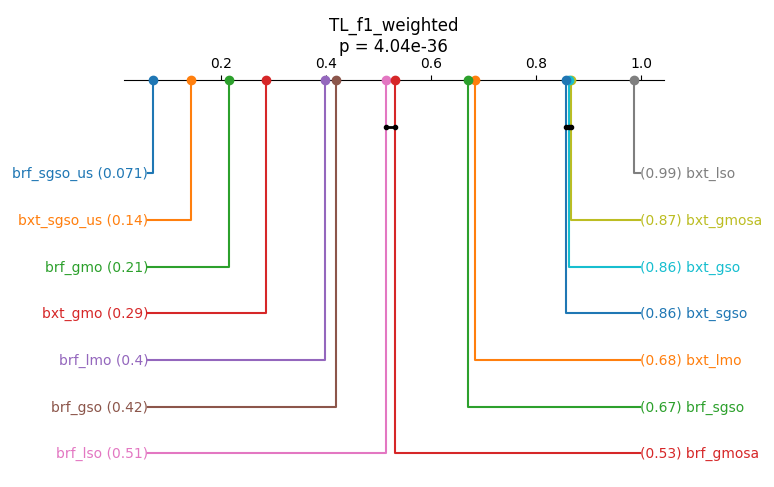 TL_f1_weighted
p = 4.04e-36
0.2 0.4 0.6 0.8 1.0
brf_sgso_us (0.071)
(0.99) bxt_lso
bxt_sgso_us (0.14)
(0.87) bxt_gmosa
brf_gmo (0.21)
(0.86) bxt_gso
bxt_gmo (0.29)
(0.86) bxt_sgso
brf_lmo (0.4)
(0.68) bxt_lmo
brf_gso (0.42)
(0.67) brf_sgso
brf_lso (0.51)
(0.53) brf_gmosa